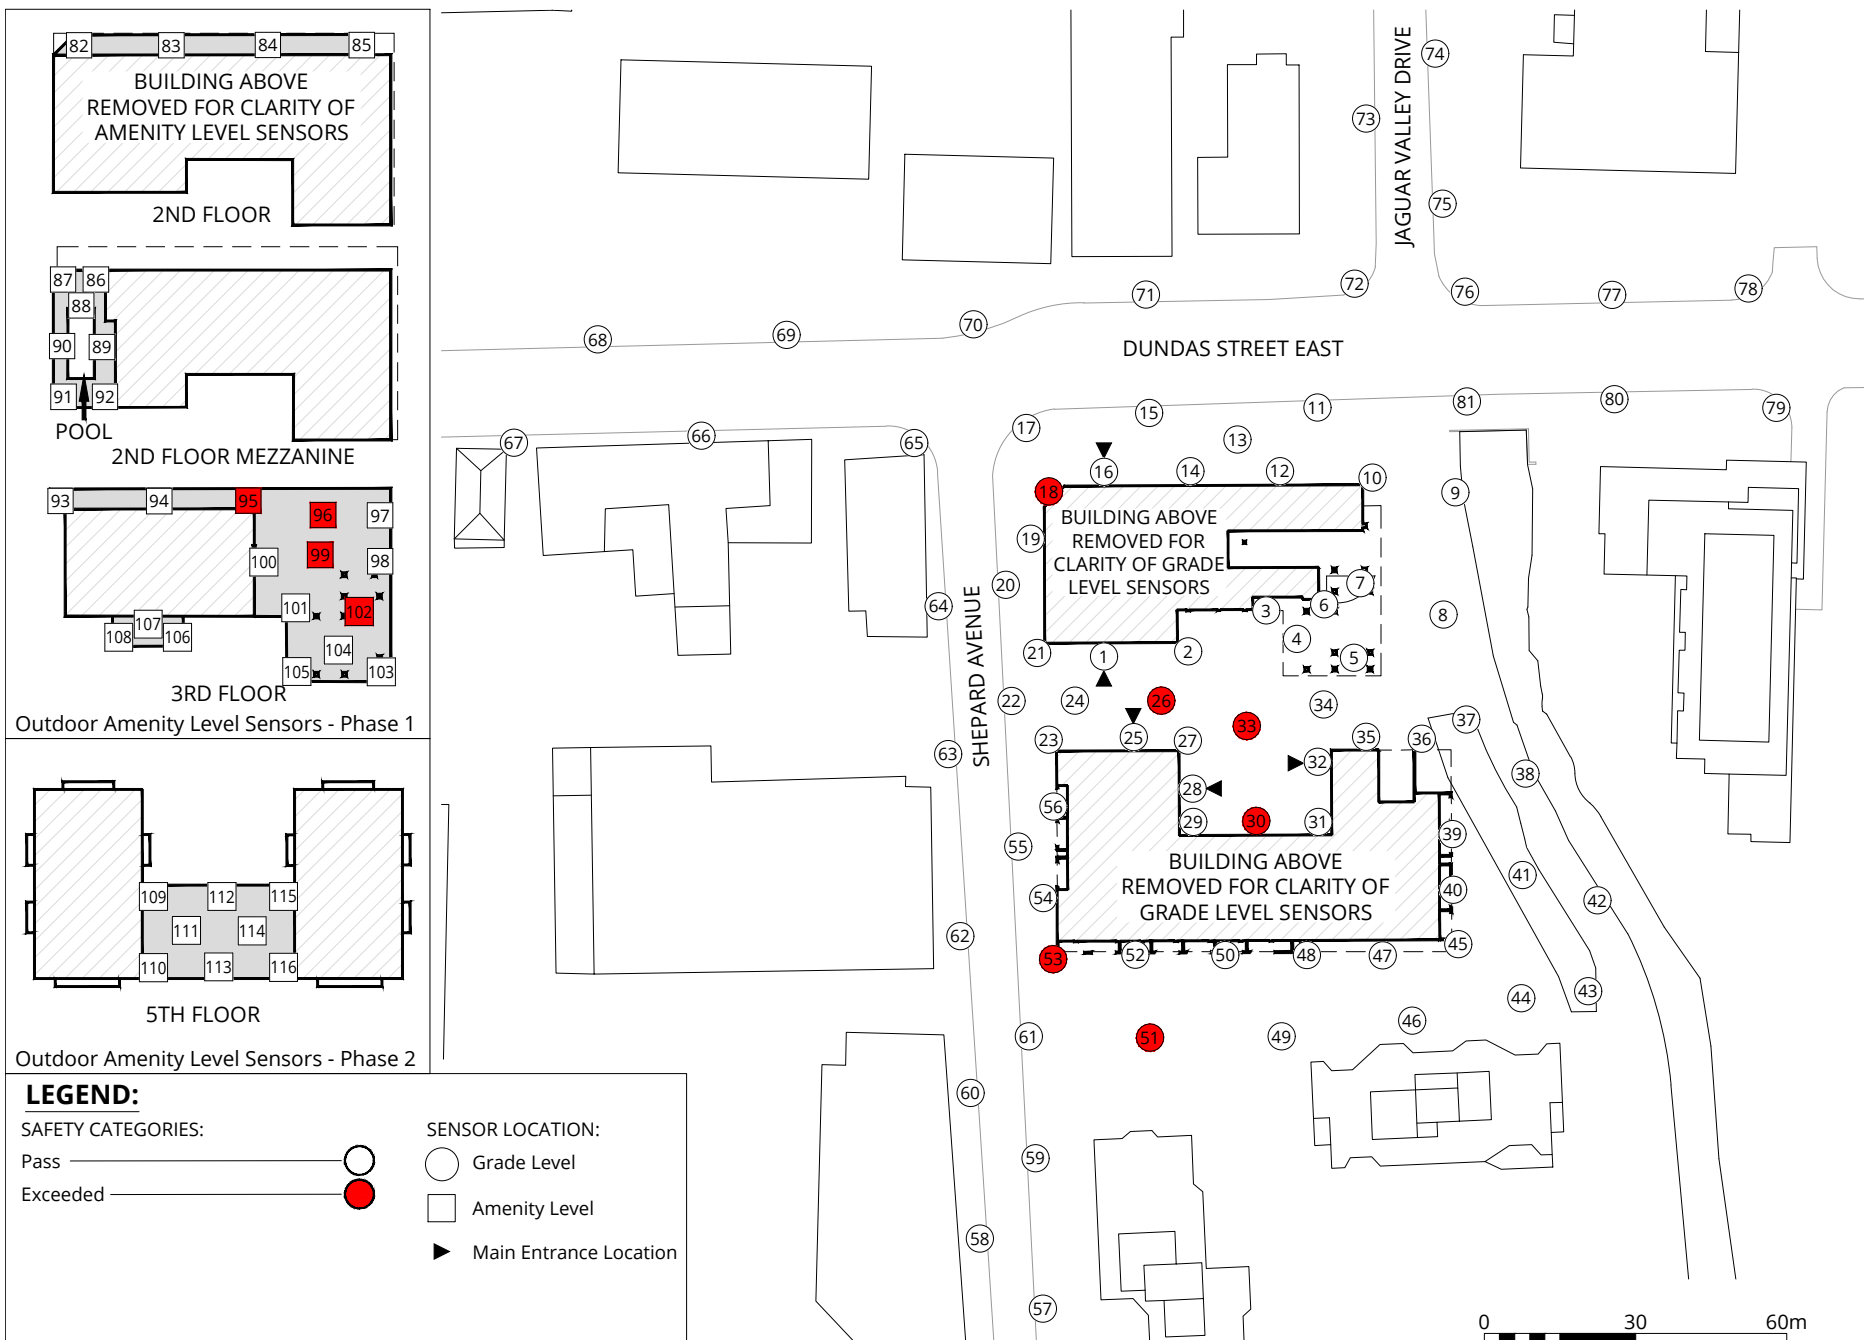 82 83 84 85
BUILDING ABOVE
REMOVED FOR CLARITY OF
AMENITY LEVEL SENSORS
2ND FLOOR
87 86
88
90 89
91 92
POOL
2ND FLOOR MEZZANINE
93 94 95 96 97
99
100 98
101 102
107
108 106
104
105 103
3RD FLOOR
Outdoor Amenity Level Sensors - Phase 1
109 112 115
111 114
110 113 116
5TH FLOOR
Outdoor Amenity Level Sensors - Phase 2
LEGEND:
SAFETY CATEGORIES:
Pass
Exceeded
SENSOR LOCATION:
Grade Level
Amenity Level
Main Entrance Location
JAGUAR VALLEY DRIVE
74
73
75
72
71
76 77 78
70
69
68
DUNDAS STREET EAST
81 80 79
11
15
17
13
67 66 65
16 14 12 10
18
9
BUILDING ABOVE
REMOVED FOR
CLARITY OF GRADE
LEVEL SENSORS
19
20
7
64
3 6
8
4
21 1 2
5
SHEPARD AVENUE
22 24 26
34
33
37
23 25 27
35 36
63
32
38
28
56
29 30 31
39
55
BUILDING ABOVE
REMOVED FOR CLARITY OF
GRADE LEVEL SENSORS
41
40
54
42
62
53 52 50 48 47 45
43
44
46
61 51 49
60
59
58
57
0 30 60m